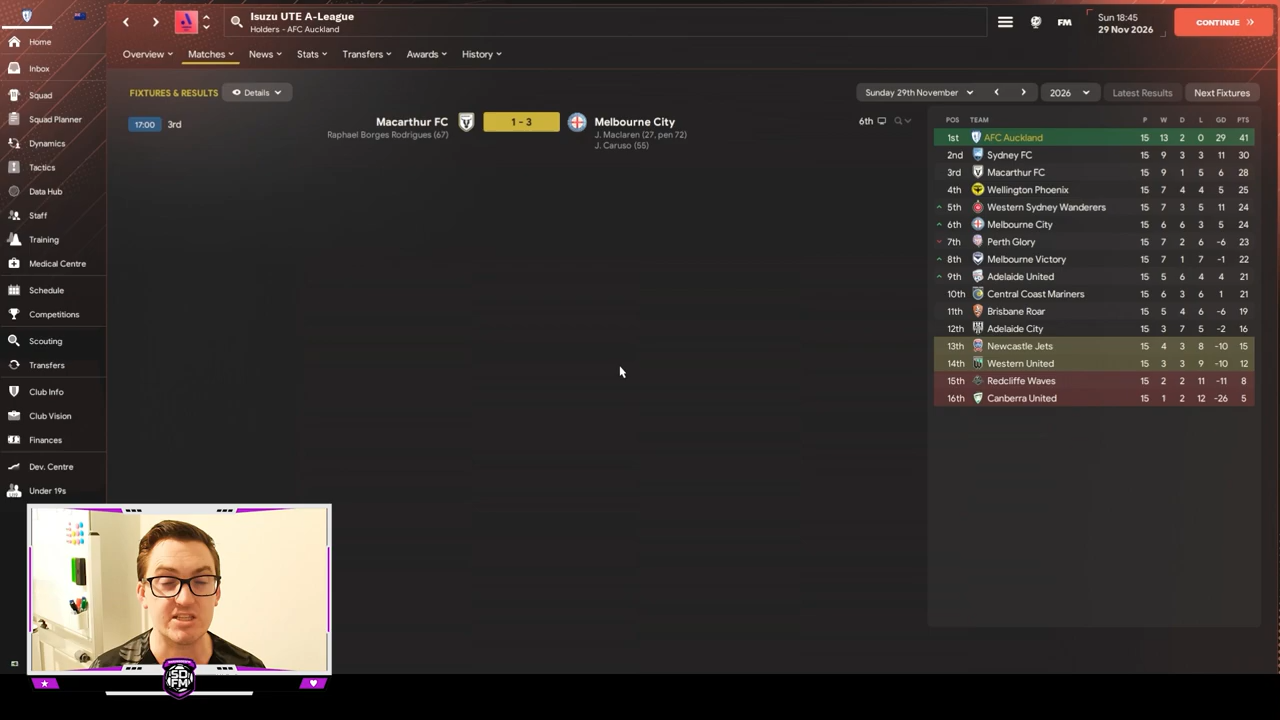 Isuzu UTE A-League
Holders - AFC Auckland
FM
Sun 18:45
29 Nov 2026
CONTINUE
Home
Inbox
Squad
Squad Planner
Dynamics
Tactics
Data Hub
Staff
Training
Medical Centre
Schedule
Competitions
Scouting
Transfers
Club Info
Club Vision
Finances
Dev. Centre
Under 19s
Overview
Matches
News
Stats
Transfers
Awards
History
FIXTURES & RESULTS
Details
Sunday 29th November
2026
Latest Results
Next Fixtures
17:00 3rd Macarthur FC 1 - 3 Melbourne City 6th
Raphael Borges Rodrigues (67) J. Maclaren (27, pen 72)
J. Caruso (55)
POS TEAM P W D L GD PTS
1st AFC Auckland 15 13 2 0 29 41
2nd Sydney FC 15 9 3 3 11 30
3rd Macarthur FC 15 9 1 5 6 28
4th Wellington Phoenix 15 7 4 4 5 25
5th Western Sydney Wanderers 15 7 3 5 11 24
6th Melbourne City 15 6 6 3 5 24
7th Perth Glory 15 7 2 6 -6 23
8th Melbourne Victory 15 7 1 7 -1 22
9th Adelaide United 15 5 6 4 4 21
10th Central Coast Mariners 15 6 3 6 1 21
11th Brisbane Roar 15 5 4 6 -6 19
12th Adelaide City 15 3 7 5 -2 16
13th Newcastle Jets 15 4 3 8 -10 15
14th Western United 15 3 3 9 -10 12
15th Redcliffe Waves 15 2 2 11 -11 8
16th Canberra United 15 1 2 12 -26 5
SD
FM